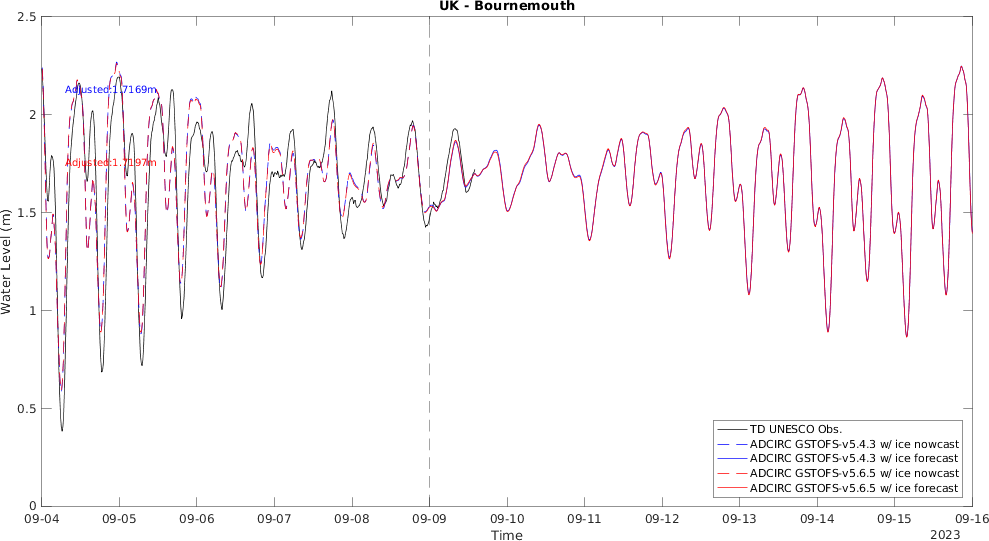 UK - Bournemouth
2.5
2
1.5
1
0.5
0
Water Level (m)
Adjusted:1.7169m
Adjusted:1.7197m
TD UNESCO Obs.
ADCIRC GSTOFS-v5.4.3 w/ ice nowcast
ADCIRC GSTOFS-v5.4.3 w/ ice forecast
ADCIRC GSTOFS-v5.6.5 w/ ice nowcast
ADCIRC GSTOFS-v5.6.5 w/ ice forecast
09-04 09-05 09-06 09-07 09-08 09-09 09-10 09-11 09-12 09-13 09-14 09-15 09-16
Time
2023